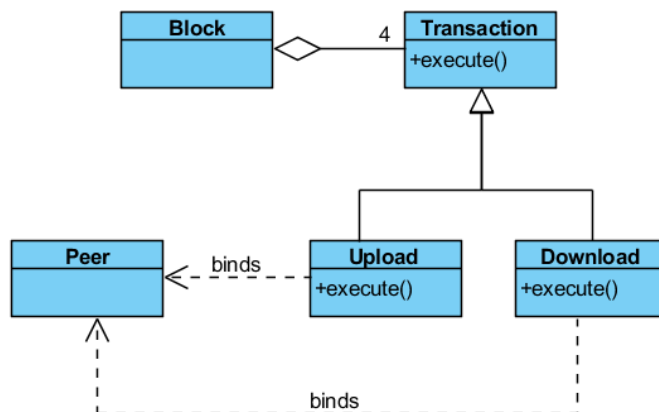 Block
4
Transaction
+execute()
Peer
binds
Upload
+execute()
Download
+execute()
binds